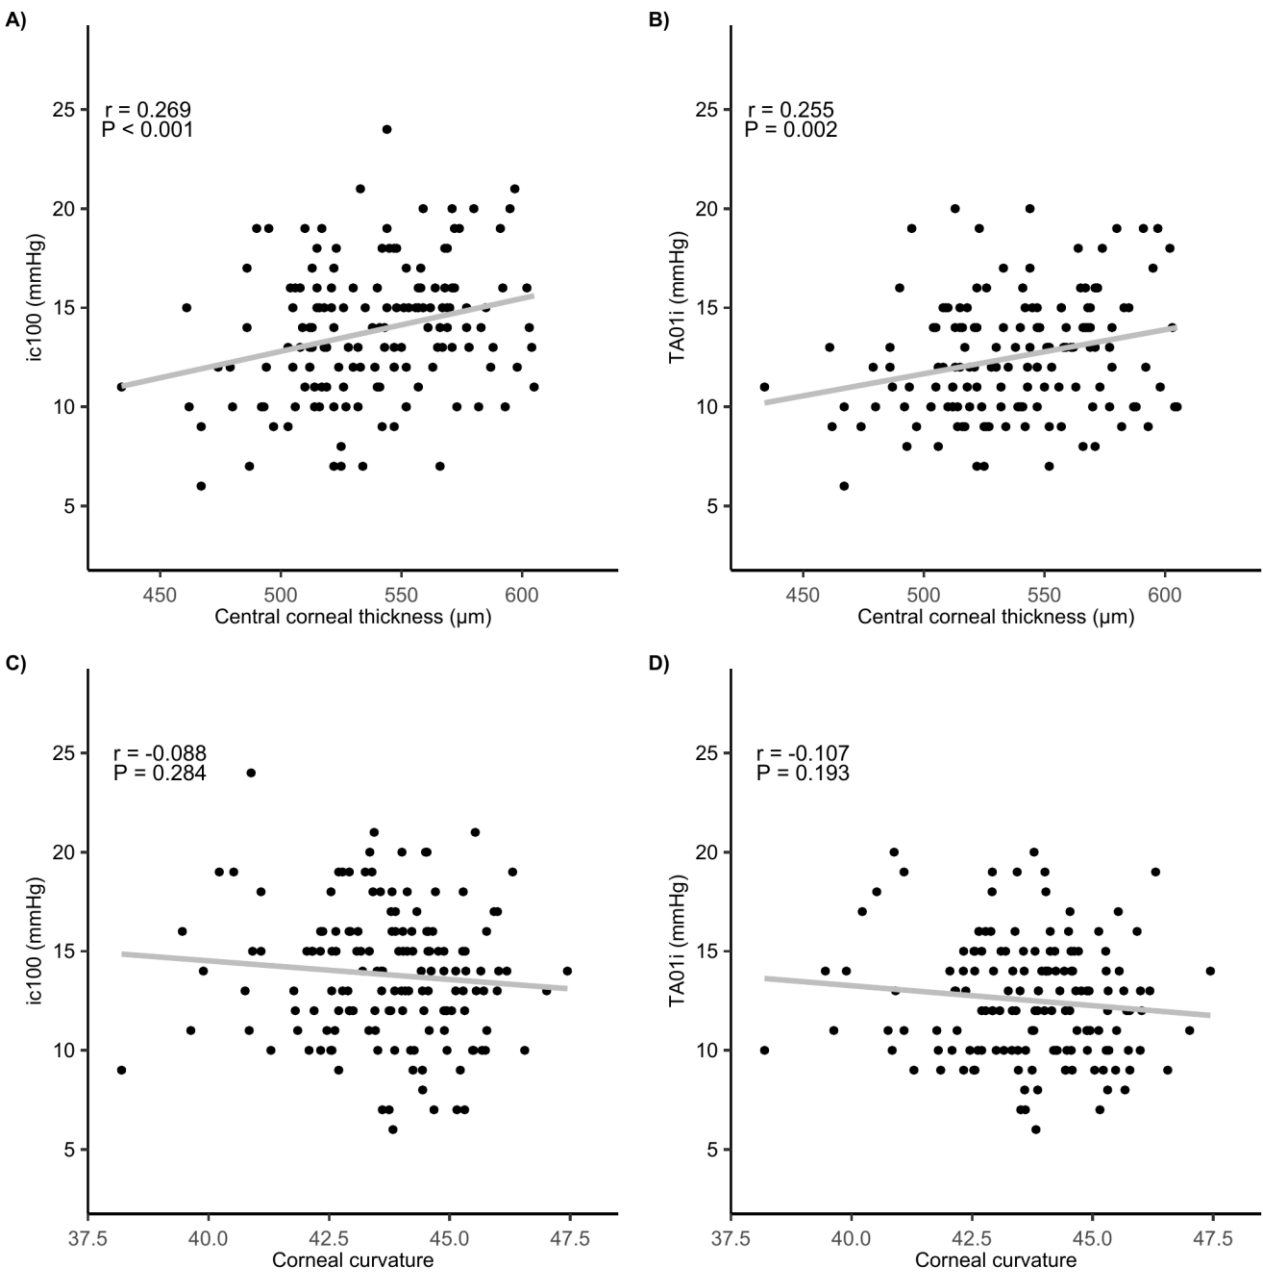 A)
r = 0.269
P < 0.001
25
20
15
10
5
ic100 (mmHg)
450 500 550 600
Central corneal thickness (µm)
B)
r = 0.255
P = 0.002
25
20
15
10
5
TA01i (mmHg)
450 500 550 600
Central corneal thickness (µm)
C)
r = -0.088
P = 0.284
25
20
15
10
5
ic100 (mmHg)
37.5 40.0 42.5 45.0 47.5
Corneal curvature
D)
r = -0.107
P = 0.193
25
20
15
10
5
TA01i (mmHg)
37.5 40.0 42.5 45.0 47.5
Corneal curvature